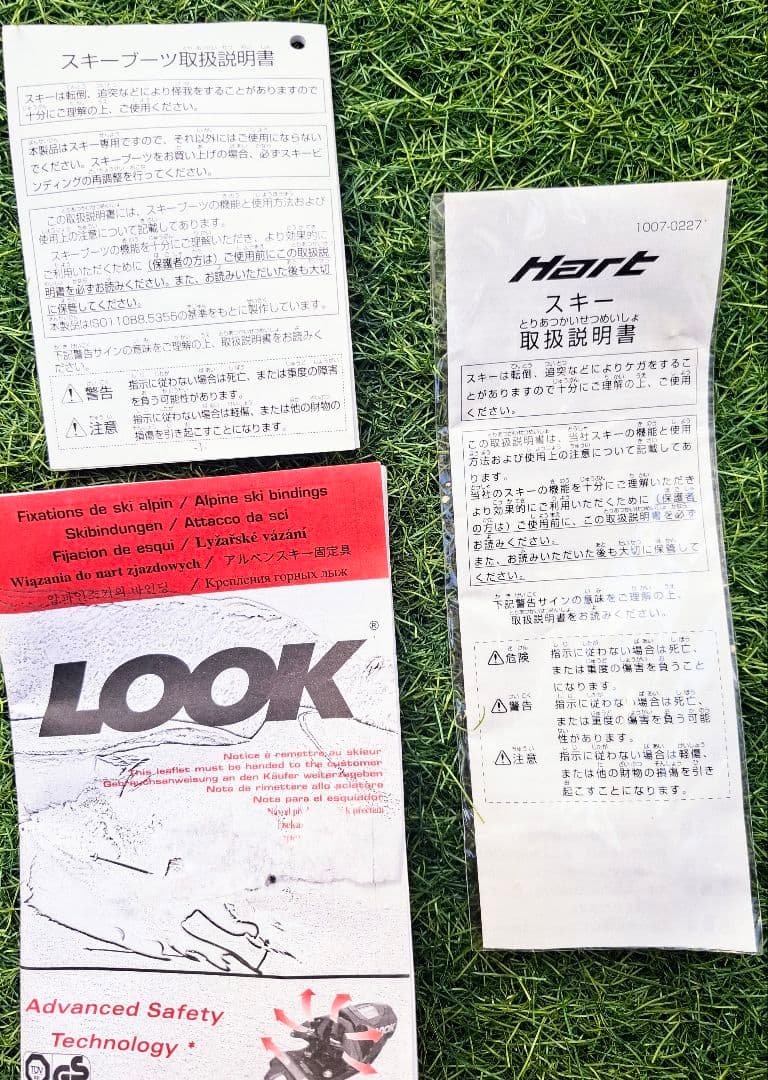 スキーブーツ取扱説明書
スキーは転倒、追突などにより怪我をすることがありますので
十分にご理解の上、ご使用ください。
本製品はスキー専用ですので、それ以外にはご使用にならない
でください。スキーブーツをお買い上げの場合、必ずスキービ
ンディングの再調整を行ってください。
この取扱説明書には、スキーブーツの機能と使用方法および
使用上の注意について記載してあります。
スキーブーツの機能を十分にご理解いただき、より効果的に
ご利用いただくために(保護者の方は)ご使用前にこの取扱説
明書を必ずお読みください。また、お読みいただいた後も大切
に保管してください。
本製品はISO11088.5355の基準をもとに製作しています。
下記警告サインの意味をご理解の上、取扱説明書をお読みく
ださい。
警告 指示に従わない場合は死亡、または重度の障害
を負う可能性があります。
注意 指示に従わない場合は軽傷、または他の財物の
損傷を引き起こすことになります。
-1-
Fixations de ski alpin / Alpine ski bindings
Skibindungen / Attacco da sci
Fijacion de esqui / Lyžařské vázání
Wiązania do nart zjazdowych / アルペンスキー固定具
/ Крепления горных лыж
LOOK®
Notice à remettre au skieur
This leaflet must be handed to the customer
Gebrauchsanweisung an den Käufer weitergegeben
Nota de rimettere allo sciatore
Nota para el esquiador
Advanced Safety
Technology *
LOOK
TÜV GS
1007-0227
Hart
スキー
とりあつかいせつめいしょ
取扱説明書
スキーは転倒、追突などによりケガをするこ
とがありますので十分にご理解の上、ご使用
ください。
この取扱説明書は、当社スキーの機能と使用
方法および使用上の注意について記載してあ
ります。
当社のスキーの機能を十分にご理解いただき
より効果的にご利用いただくために(保護者
の方は)ご使用前に、この取扱説明書を必ず
お読みください。
また、お読みいただいた後も大切に保管して
ください。
下記警告サインの意味をご理解の上、
取扱説明書をお読みください。
危険 指示に従わない場合は死亡、
または重度の傷害を負うこと
になります。
警告 指示に従わない場合は死亡、
または重度の傷害を負う可能
性があります。
注意 指示に従わない場合は軽傷、
または他の財物の損傷を引き
起こすことになります。